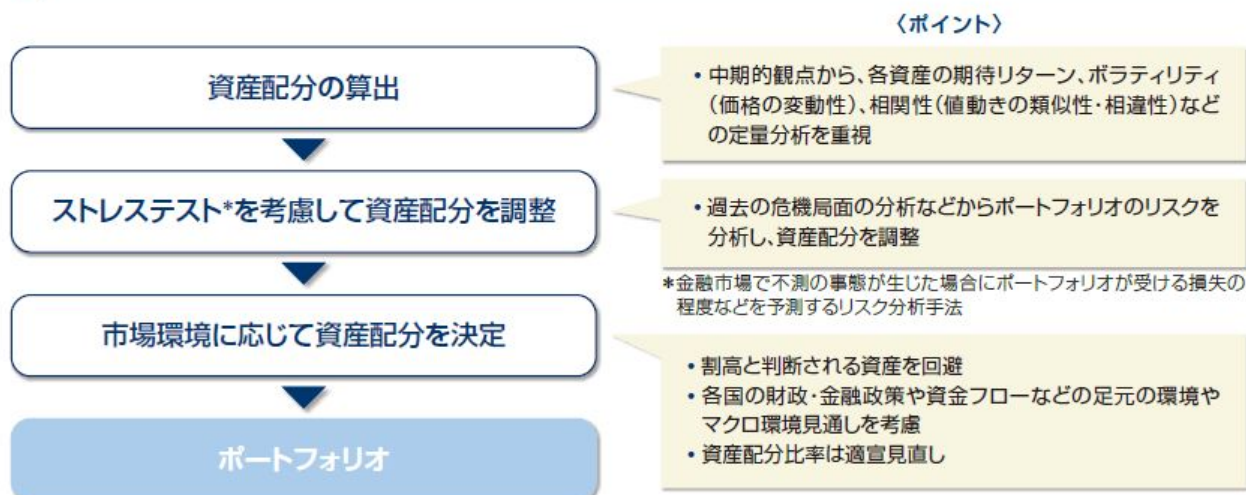 〈ポイント〉
資産配分の算出
• 中期的観点から、各資産の期待リターン、ボラティリティ
(価格の変動性)、相関性(値動きの類似性・相違性)など
の定量分析を重視
ストレステスト*を考慮して資産配分を調整
• 過去の危機局面の分析などからポートフォリオのリスクを
分析し、資産配分を調整
*金融市場で不測の事態が生じた場合にポートフォリオが受ける損失の
程度などを予測するリスク分析手法
市場環境に応じて資産配分を決定
• 割高と判断される資産を回避
• 各国の財政・金融政策や資金フローなどの足元の環境や
マクロ環境見通しを考慮
• 資産配分比率は適宜見直し
ポートフォリオ